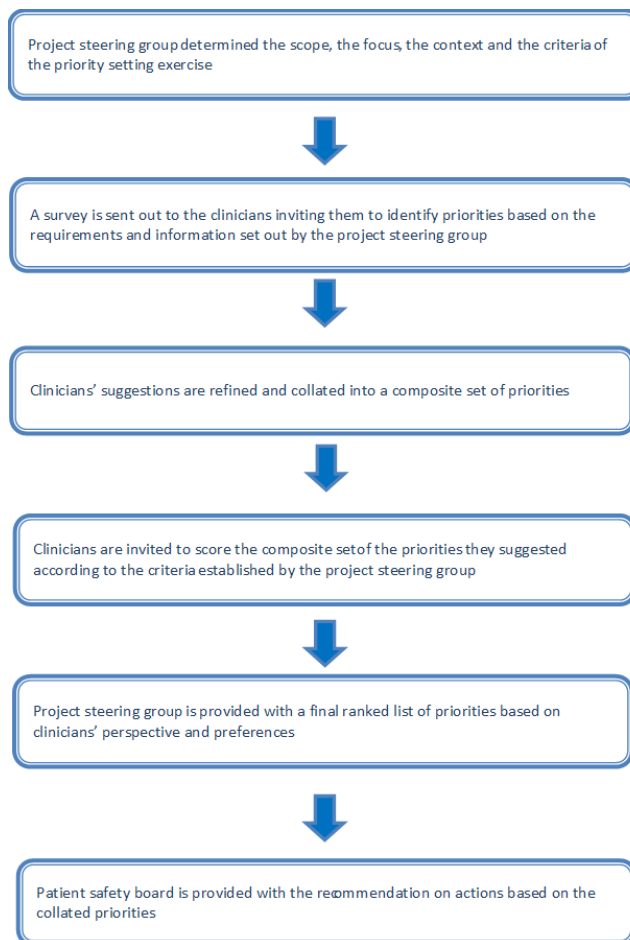 Project steering group determined the scope, the focus, the context and the criteria of
the priority setting exercise
A survey is sent out to the clinicians inviting them to identify priorities based on the
requirements and information set out by the project steering group
Clinicians’ suggestions are refined and collated into a composite set of priorities
Clinicians are invited to score the composite set of the priorities they suggested
according to the criteria established by the project steering group
Project steering group is provided with a final ranked list of priorities based on
clinicians’ perspective and preferences
Patient safety board is provided with the recommendation on actions based on the
collated priorities